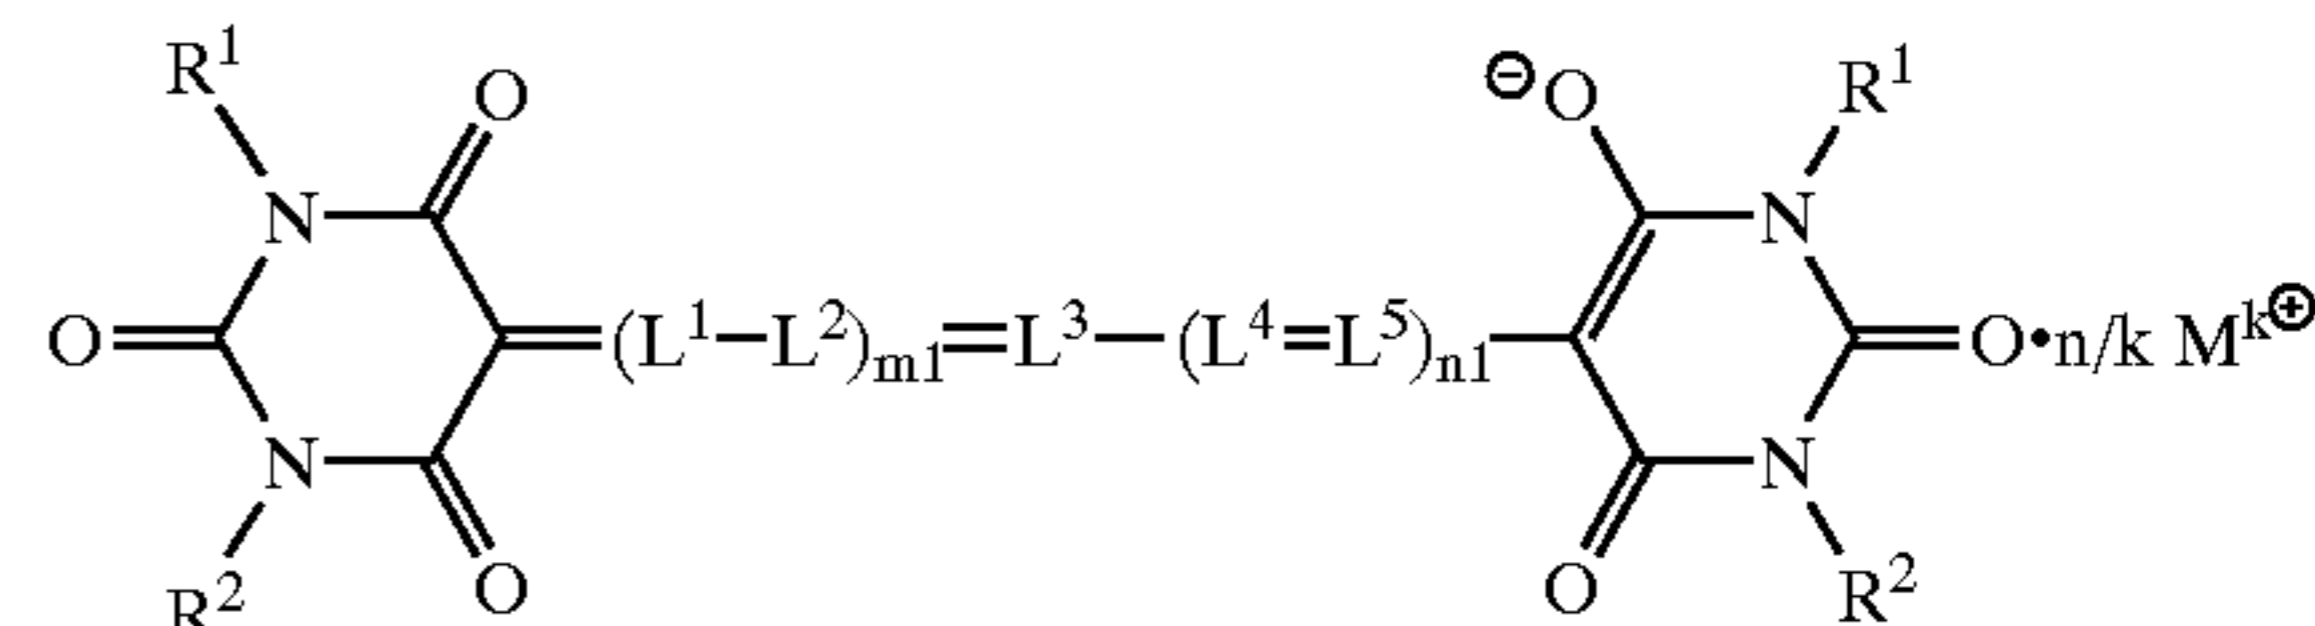 R¹ O ⊖O R¹
N N
O (L¹—L²)m1=L³—(L⁴=L⁵)n1 O•n/k Mᵏ⊕
N N
R² O O R²